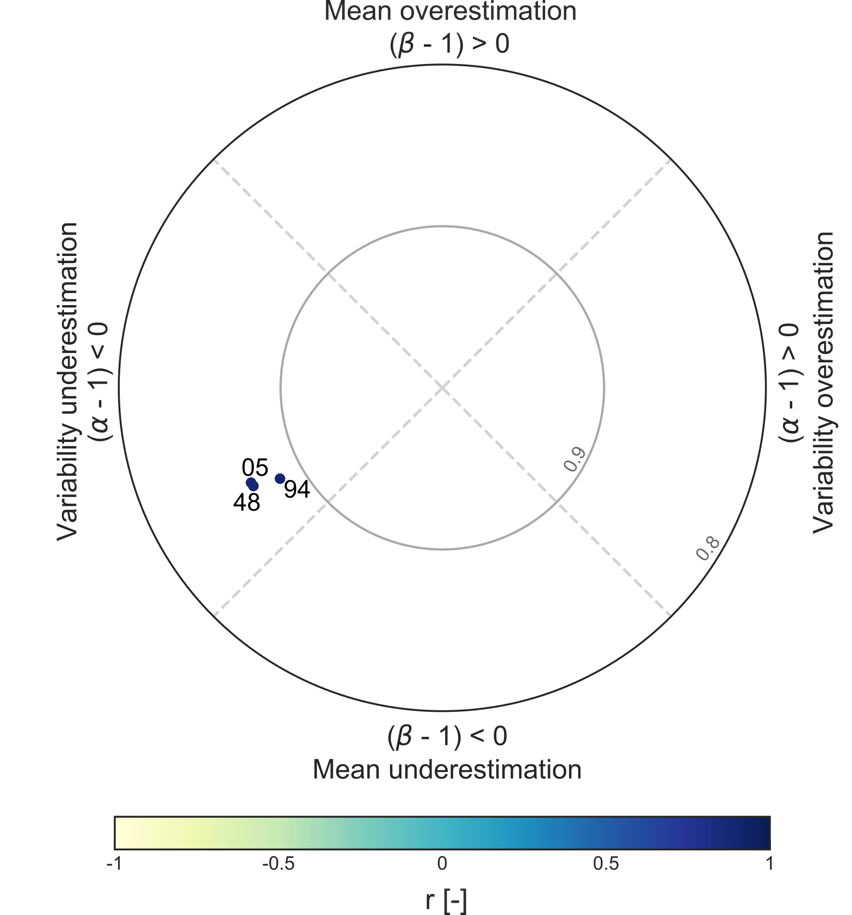 Mean overestimation
(β - 1) > 0
Variability underestimation
(α - 1) < 0
(α - 1) > 0
Variability overestimation
0.9
05
94
48
0.8
(β - 1) < 0
Mean underestimation
-1 -0.5 0 0.5 1
r [-]